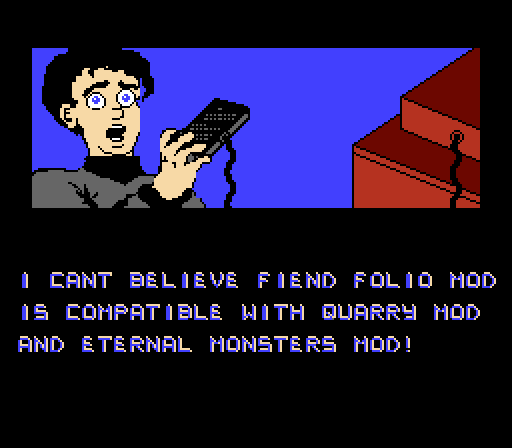 I CANT BELIEVE FIEND FOLIO MOD
IS COMPATIBLE WITH QUARRY MOD
AND ETERNAL MONSTERS MOD!